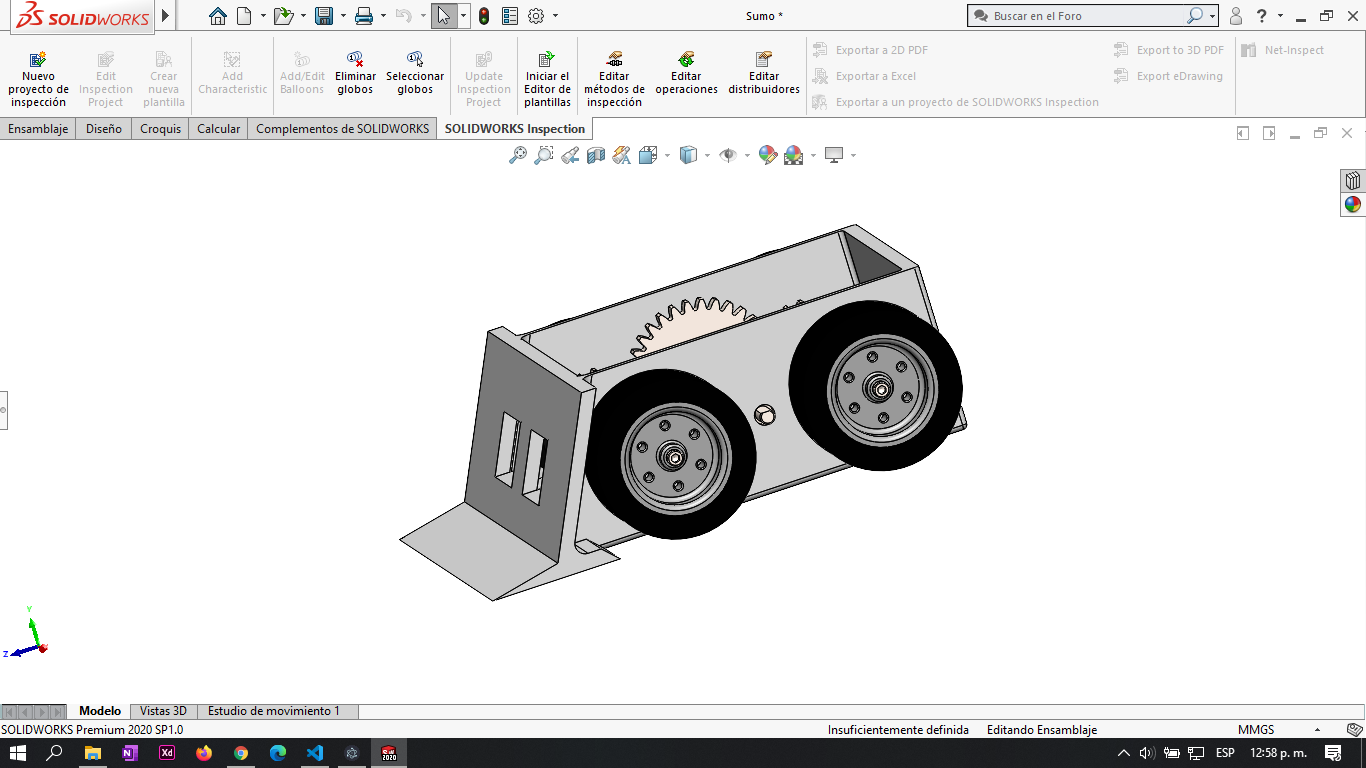 SOLIDWORKS
Sumo *
Buscar en el Foro
?
Nuevo
proyecto de
inspección
Edit
Inspection
Project
Crear
nueva
plantilla
Add
Characteristic
Add/Edit
Balloons
Eliminar
globos
Seleccionar
globos
Update
Inspection
Project
Iniciar el
Editor de
plantillas
Editar
métodos de
inspección
Editar
operaciones
Editar
distribuidores
Exportar a 2D PDF
Exportar a Excel
Exportar a un proyecto de SOLIDWORKS Inspection
Export to 3D PDF
Export eDrawing
Net-Inspect
Ensamblaje
Diseño
Croquis
Calcular
Complementos de SOLIDWORKS
SOLIDWORKS Inspection
Y
Z
Modelo
Vistas 3D
Estudio de movimiento 1
SOLIDWORKS Premium 2020 SP1.0
Insuficientemente definida
Editando Ensamblaje
MMGS
N
Xd
SW
2020
ESP
12:58 p. m.